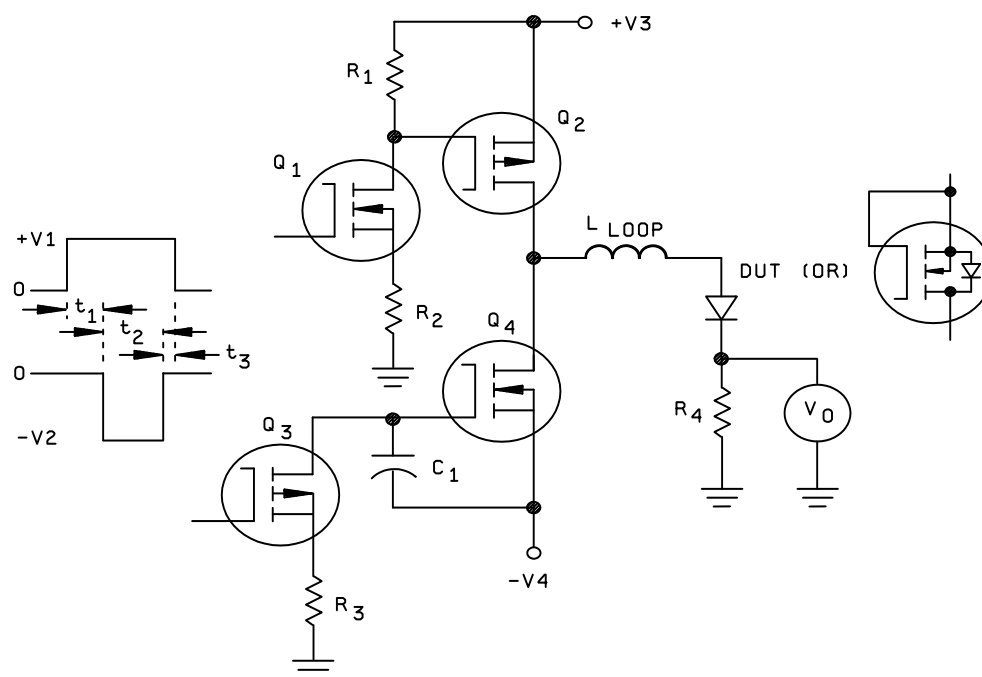 +V3
R1
Q2
Q1
+V1
L LOOP
DUT (OR)
0
t1
R2
t2
Q4
t3
0
R4
VO
-V2
Q3
C1
-V4
R3